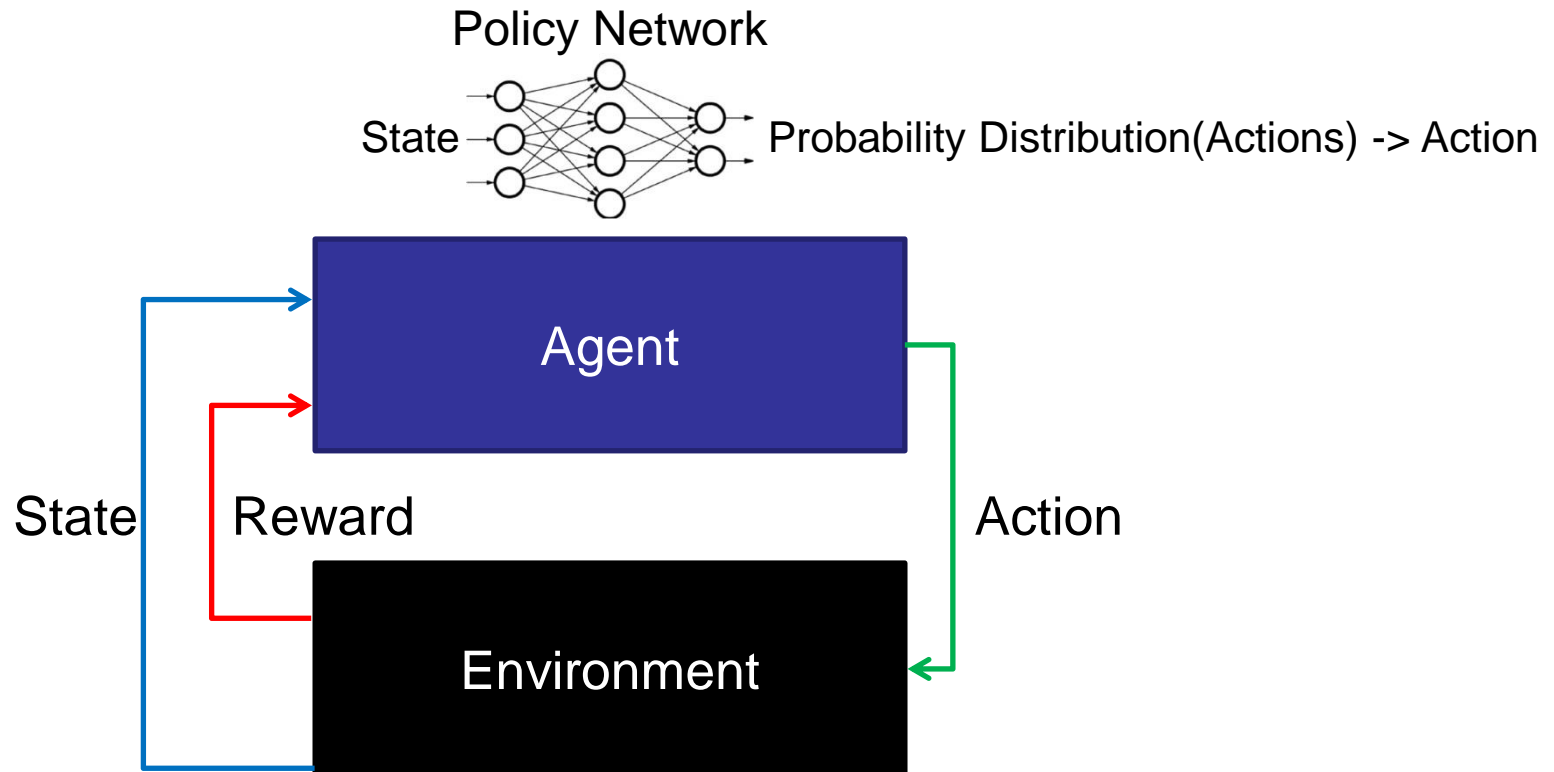 Policy Network
State
Probability Distribution(Actions) -> Action
Agent
State
Reward
Action
Environment